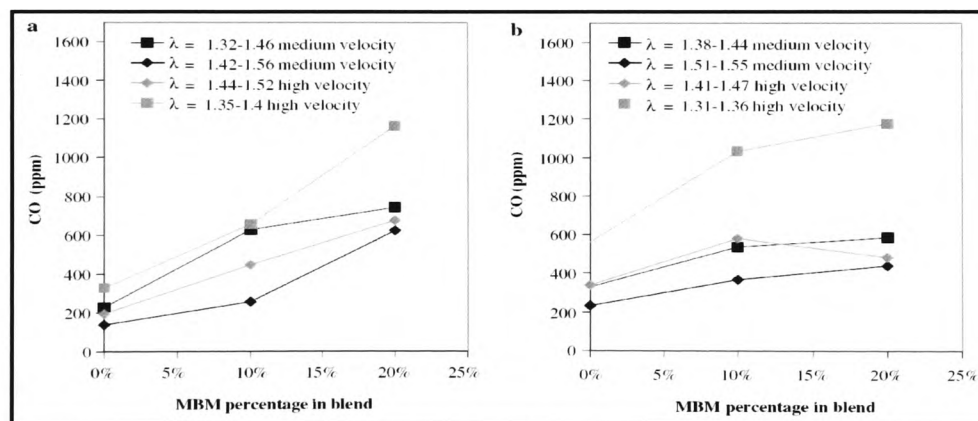 a
λ = 1.32-1.46 medium velocity
λ = 1.42-1.56 medium velocity
λ = 1.44-1.52 high velocity
λ = 1.35-1.4 high velocity
1600
1400
1200
1000
800
600
400
200
0
CO (ppm)
0% 5% 10% 15% 20% 25%
MBM percentage in blend
b
λ = 1.38-1.44 medium velocity
λ = 1.51-1.55 medium velocity
λ = 1.41-1.47 high velocity
λ = 1.31-1.36 high velocity
1600
1400
1200
1000
800
600
400
200
0
CO (ppm)
0% 5% 10% 15% 20% 25%
MBM percentage in blend